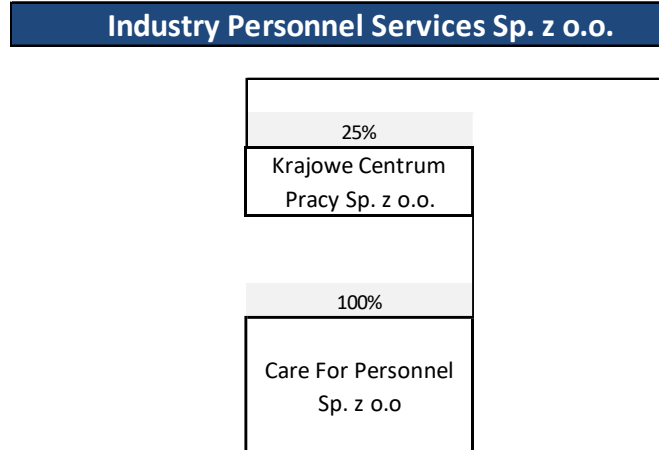 Industry Personnel Services Sp. z o.o.
25%
Krajowe Centrum
Pracy Sp. z o.o.
100%
Care For Personnel
Sp. z o.o